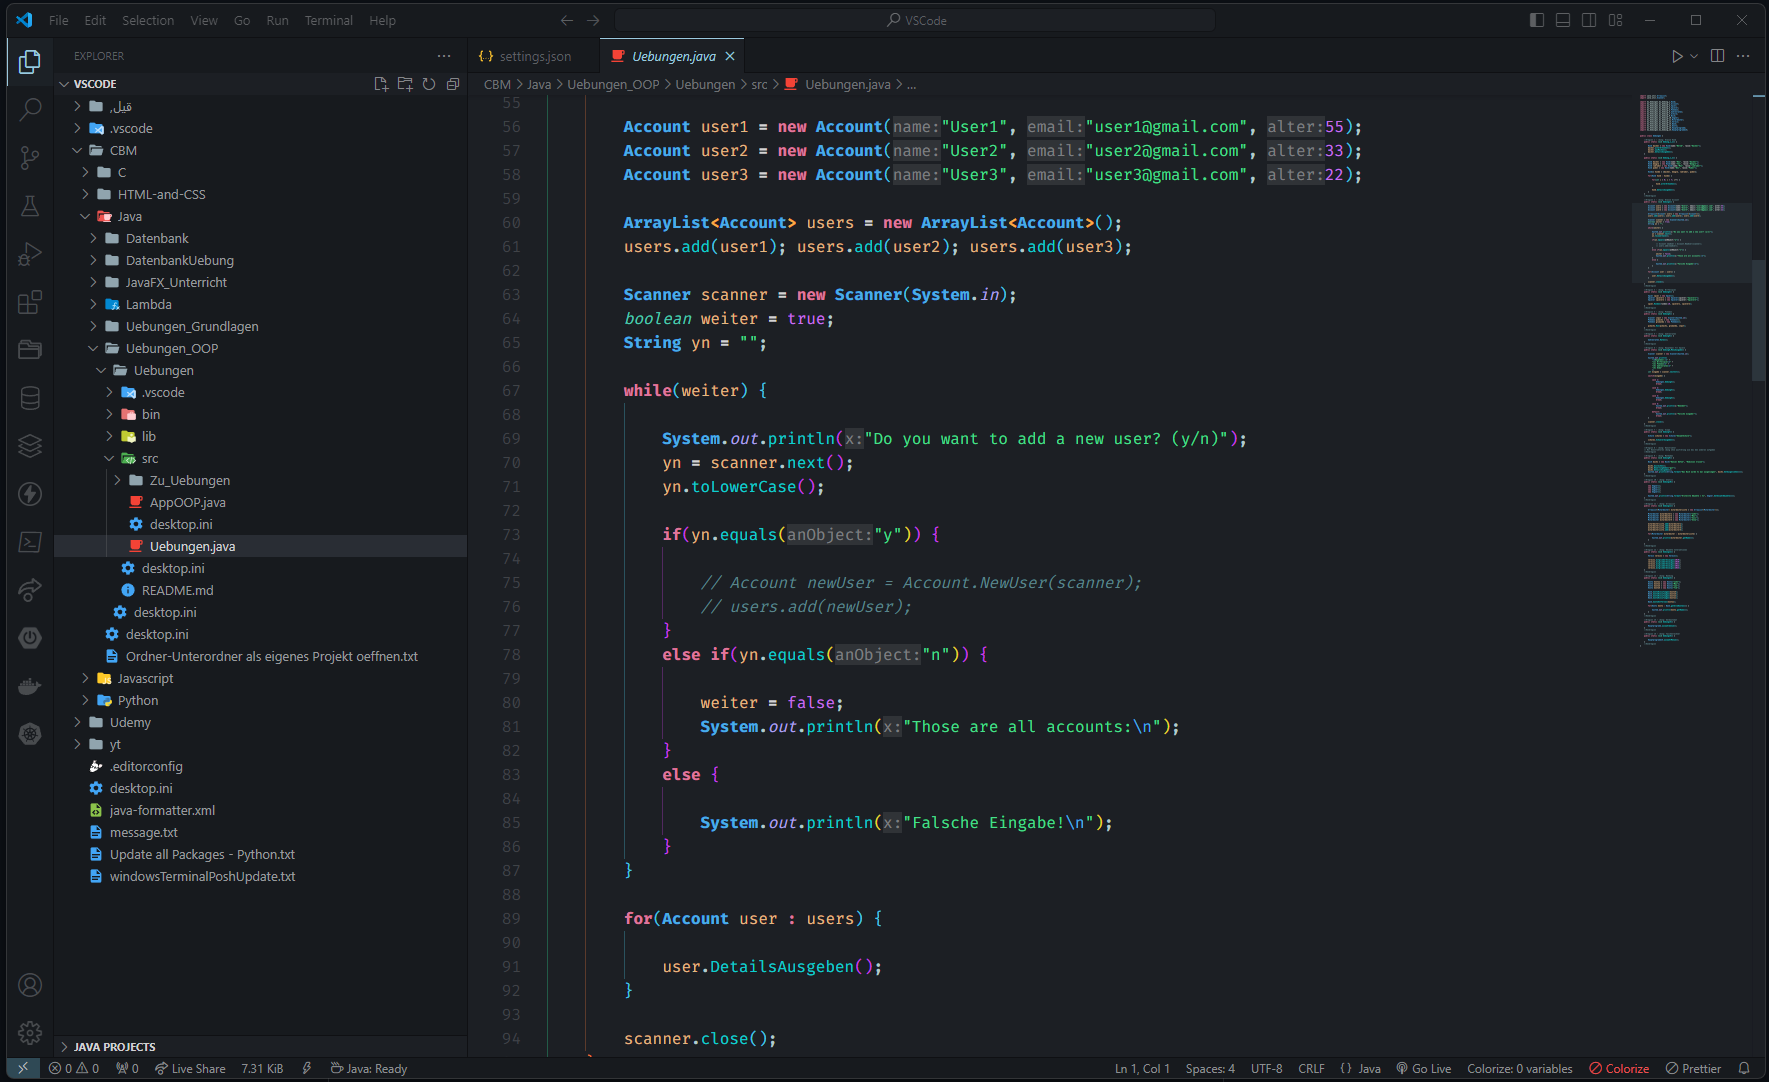 File Edit Selection View Go Run Terminal Help
VSCode
EXPLORER
VSCODE
قبل,
.vscode
CBM
C
HTML-and-CSS
Java
Datenbank
DatenbankUebung
JavaFX_Unterricht
Lambda
Uebungen_Grundlagen
Uebungen_OOP
Uebungen
.vscode
bin
lib
src
Zu_Uebungen
AppOOP.java
desktop.ini
Uebungen.java
desktop.ini
README.md
desktop.ini
desktop.ini
Ordner-Unterordner als eigenes Projekt oeffnen.txt
Javascript
Python
Udemy
yt
.editorconfig
desktop.ini
java-formatter.xml
message.txt
Update all Packages - Python.txt
windowsTerminalPoshUpdate.txt
JAVA PROJECTS
settings.json
Uebungen.java
CBM > Java > Uebungen_OOP > Uebungen > src > Uebungen.java > ...
55
56 Account user1 = new Account(name:"User1", email:"user1@gmail.com", alter:55);
57 Account user2 = new Account(name:"User2", email:"user2@gmail.com", alter:33);
58 Account user3 = new Account(name:"User3", email:"user3@gmail.com", alter:22);
59
60 ArrayList<Account> users = new ArrayList<Account>();
61 users.add(user1); users.add(user2); users.add(user3);
62
63 Scanner scanner = new Scanner(System.in);
64 boolean weiter = true;
65 String yn = "";
66
67 while(weiter) {
68
69 System.out.println(x:"Do you want to add a new user? (y/n)");
70 yn = scanner.next();
71 yn.toLowerCase();
72
73 if(yn.equals(anObject:"y")) {
74
75 // Account newUser = Account.NewUser(scanner);
76 // users.add(newUser);
77 }
78 else if(yn.equals(anObject:"n")) {
79
80 weiter = false;
81 System.out.println(x:"Those are all accounts:\n");
82 }
83 else {
84
85 System.out.println(x:"Falsche Eingabe!\n");
86 }
87 }
88
89 for(Account user : users) {
90
91 user.DetailsAusgeben();
92 }
93
94 scanner.close();
0 0 0 Live Share 7.31 KiB Java: Ready
Ln 1, Col 1 Spaces: 4 UTF-8 CRLF { } Java Go Live Colorize: 0 variables Colorize Prettier